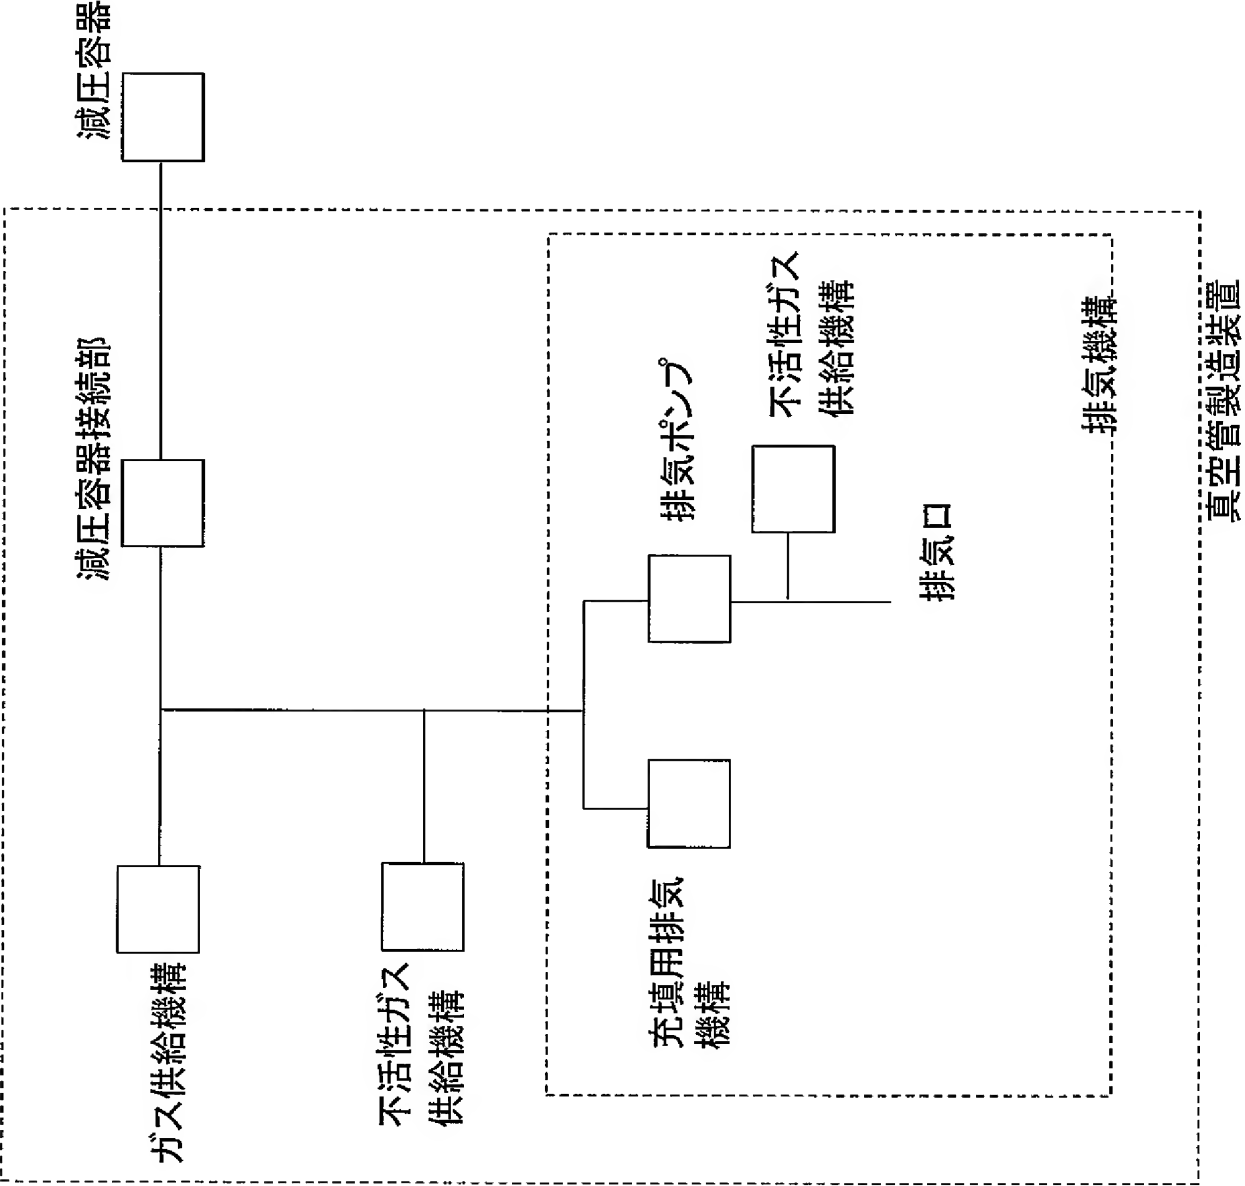 ガス供給機構
減圧容器接続部
減圧容器
不活性ガス
供給機構
充填用排気
機構
排気ポンプ
不活性ガス
供給機構
排気口
排気機構
真空管製造装置